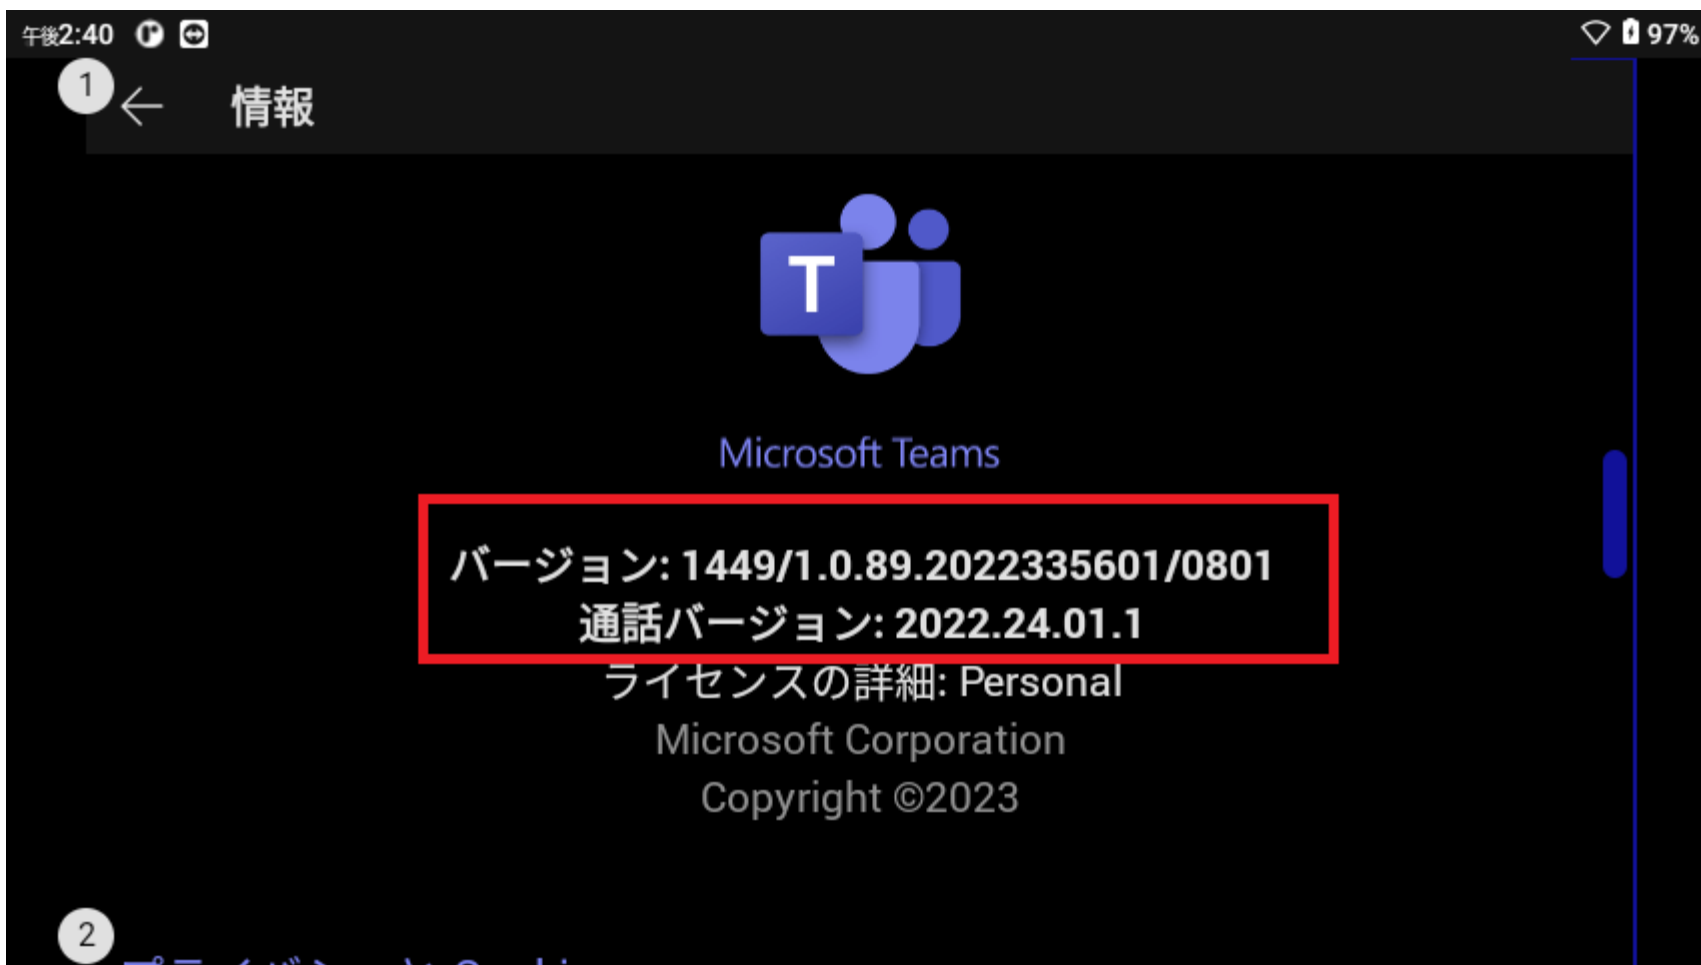 午後2:40
97%
1
情報
T
Microsoft Teams
バージョン: 1449/1.0.89.2022335601/0801
通話バージョン: 2022.24.01.1
ライセンスの詳細: Personal
Microsoft Corporation
Copyright ©2023
2